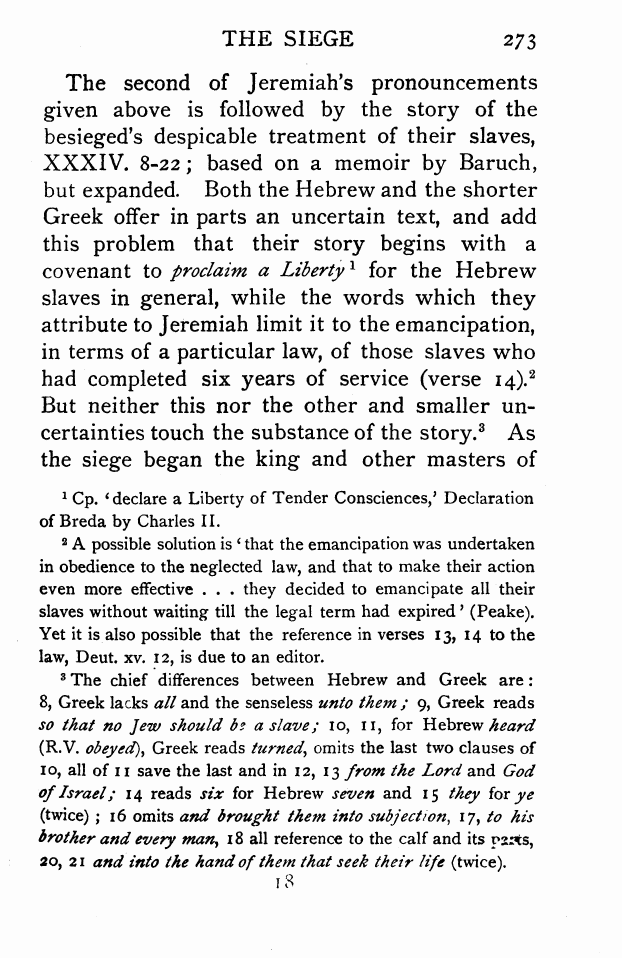 THE SIEGE 273
The second of Jeremiah's pronouncements
given above is followed by the story of the
besieged's despicable treatment of their slaves,
XXXIV. 8-22; based on a memoir by Baruch,
but expanded. Both the Hebrew and the shorter
Greek offer in parts an uncertain text, and add
this problem that their story begins with a
covenant to proclaim a Liberty¹ for the Hebrew
slaves in general, while the words which they
attribute to Jeremiah limit it to the emancipation,
in terms of a particular law, of those slaves who
had completed six years of service (verse 14).²
But neither this nor the other and smaller un-
certainties touch the substance of the story.³ As
the siege began the king and other masters of
¹ Cp. 'declare a Liberty of Tender Consciences,' Declaration
of Breda by Charles II.
² A possible solution is 'that the emancipation was undertaken
in obedience to the neglected law, and that to make their action
even more effective . . . they decided to emancipate all their
slaves without waiting till the legal term had expired' (Peake).
Yet it is also possible that the reference in verses 13, 14 to the
law, Deut. xv. 12, is due to an editor.
³ The chief differences between Hebrew and Greek are:
8, Greek lacks all and the senseless unto them; 9, Greek reads
so that no Jew should be a slave; 10, 11, for Hebrew heard
(R.V. obeyed), Greek reads turned, omits the last two clauses of
10, all of 11 save the last and in 12, 13 from the Lord and God
of Israel; 14 reads six for Hebrew seven and 15 they for ye
(twice); 16 omits and brought them into subjection, 17, to his
brother and every man, 18 all reference to the calf and its parts,
20, 21 and into the hand of them that seek their life (twice).
18